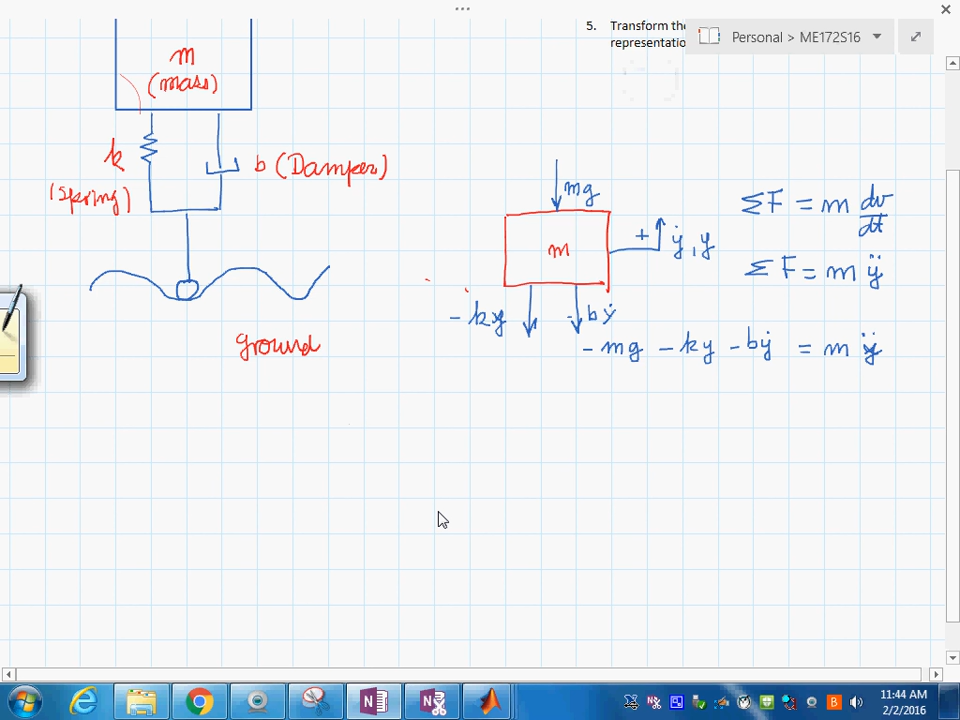 5. Transform the
representatio
Personal > ME172S16
m
(mass)
k
(Spring)
b (Damper)
mg
m
+ ẏ, y
ΣF = m dv/dt
ΣF = m ÿ
- ky
- bẏ
- mg - ky - bẏ = m ÿ
ground
11:44 AM
2/2/2016